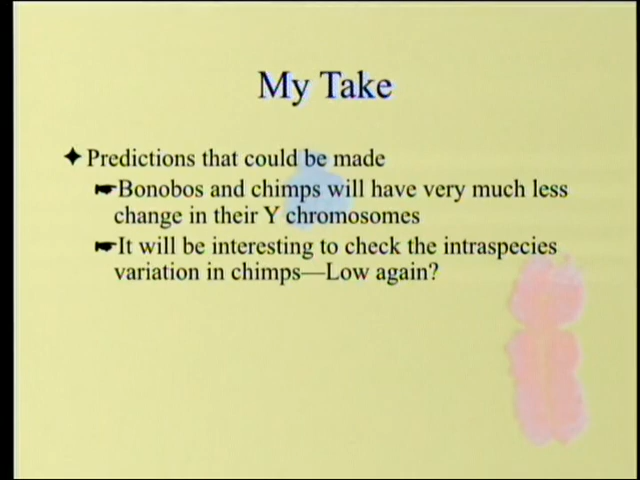 My Take
Predictions that could be made
Bonobos and chimps will have very much less
change in their Y chromosomes
It will be interesting to check the intraspecies
variation in chimps—Low again?